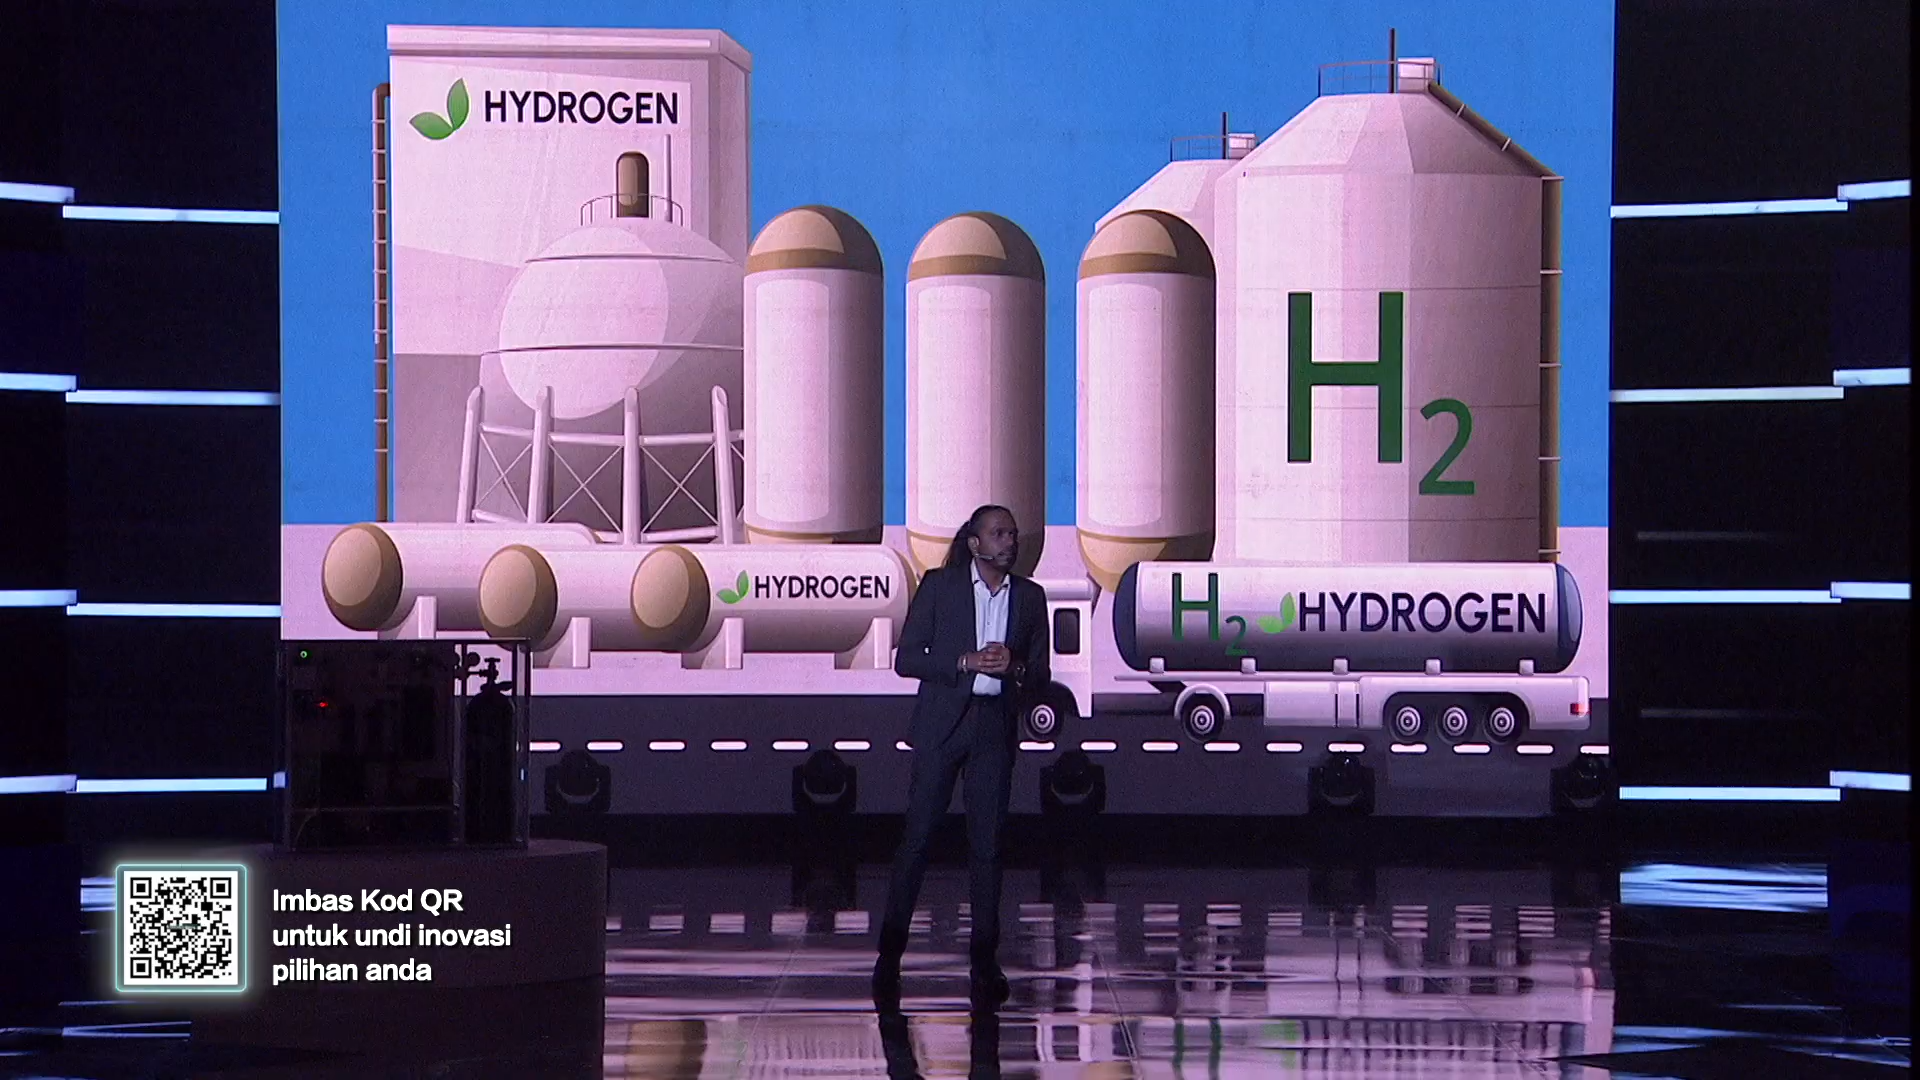 HYDROGEN
H2
HYDROGEN
H2 HYDROGEN
Imbas Kod QR
untuk undi inovasi
pilihan anda